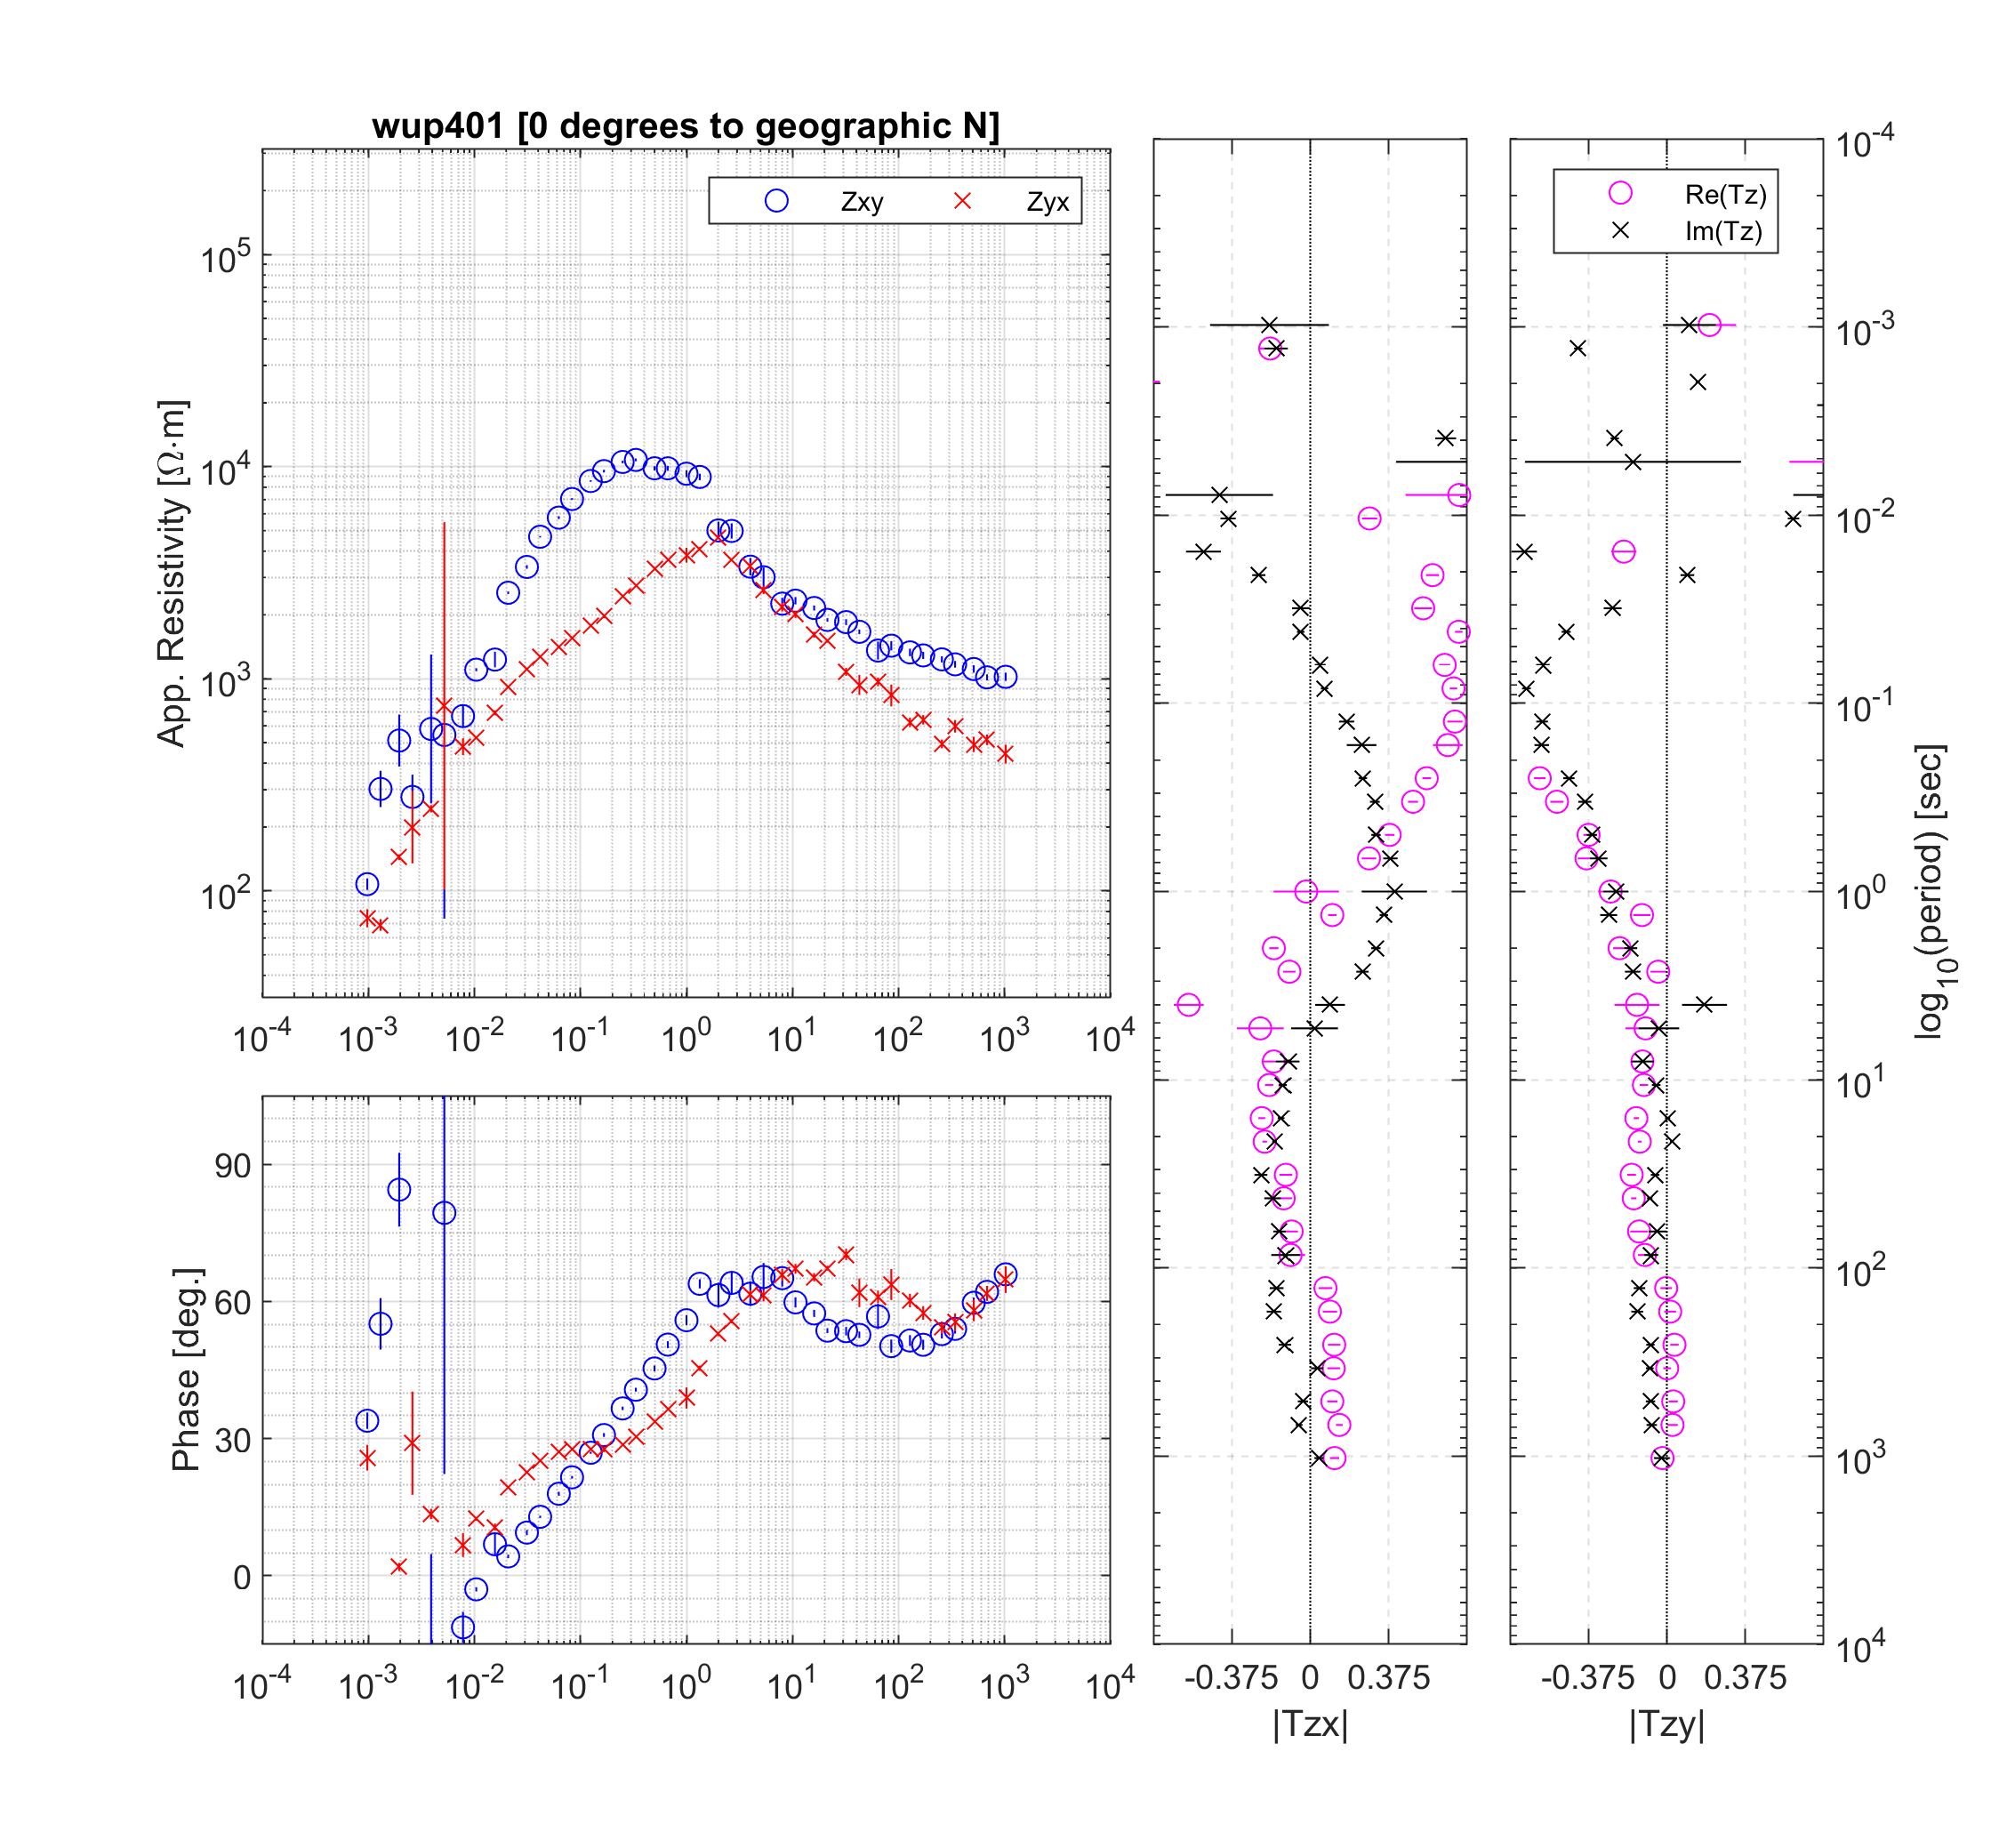 wup401 [0 degrees to geographic N]
Zxy Zyx
App. Resistivity [Ω·m]
10^5
10^4
10^3
10^2
10^-4 10^-3 10^-2 10^-1 10^0 10^1 10^2 10^3 10^4
Phase [deg.]
90
60
30
0
10^-4 10^-3 10^-2 10^-1 10^0 10^1 10^2 10^3 10^4
-0.375 0 0.375
|Tzx|
Re(Tz)
Im(Tz)
-0.375 0 0.375
|Tzy|
10^-4
10^-3
10^-2
10^-1
10^0
10^1
10^2
10^3
10^4
log10(period) [sec]